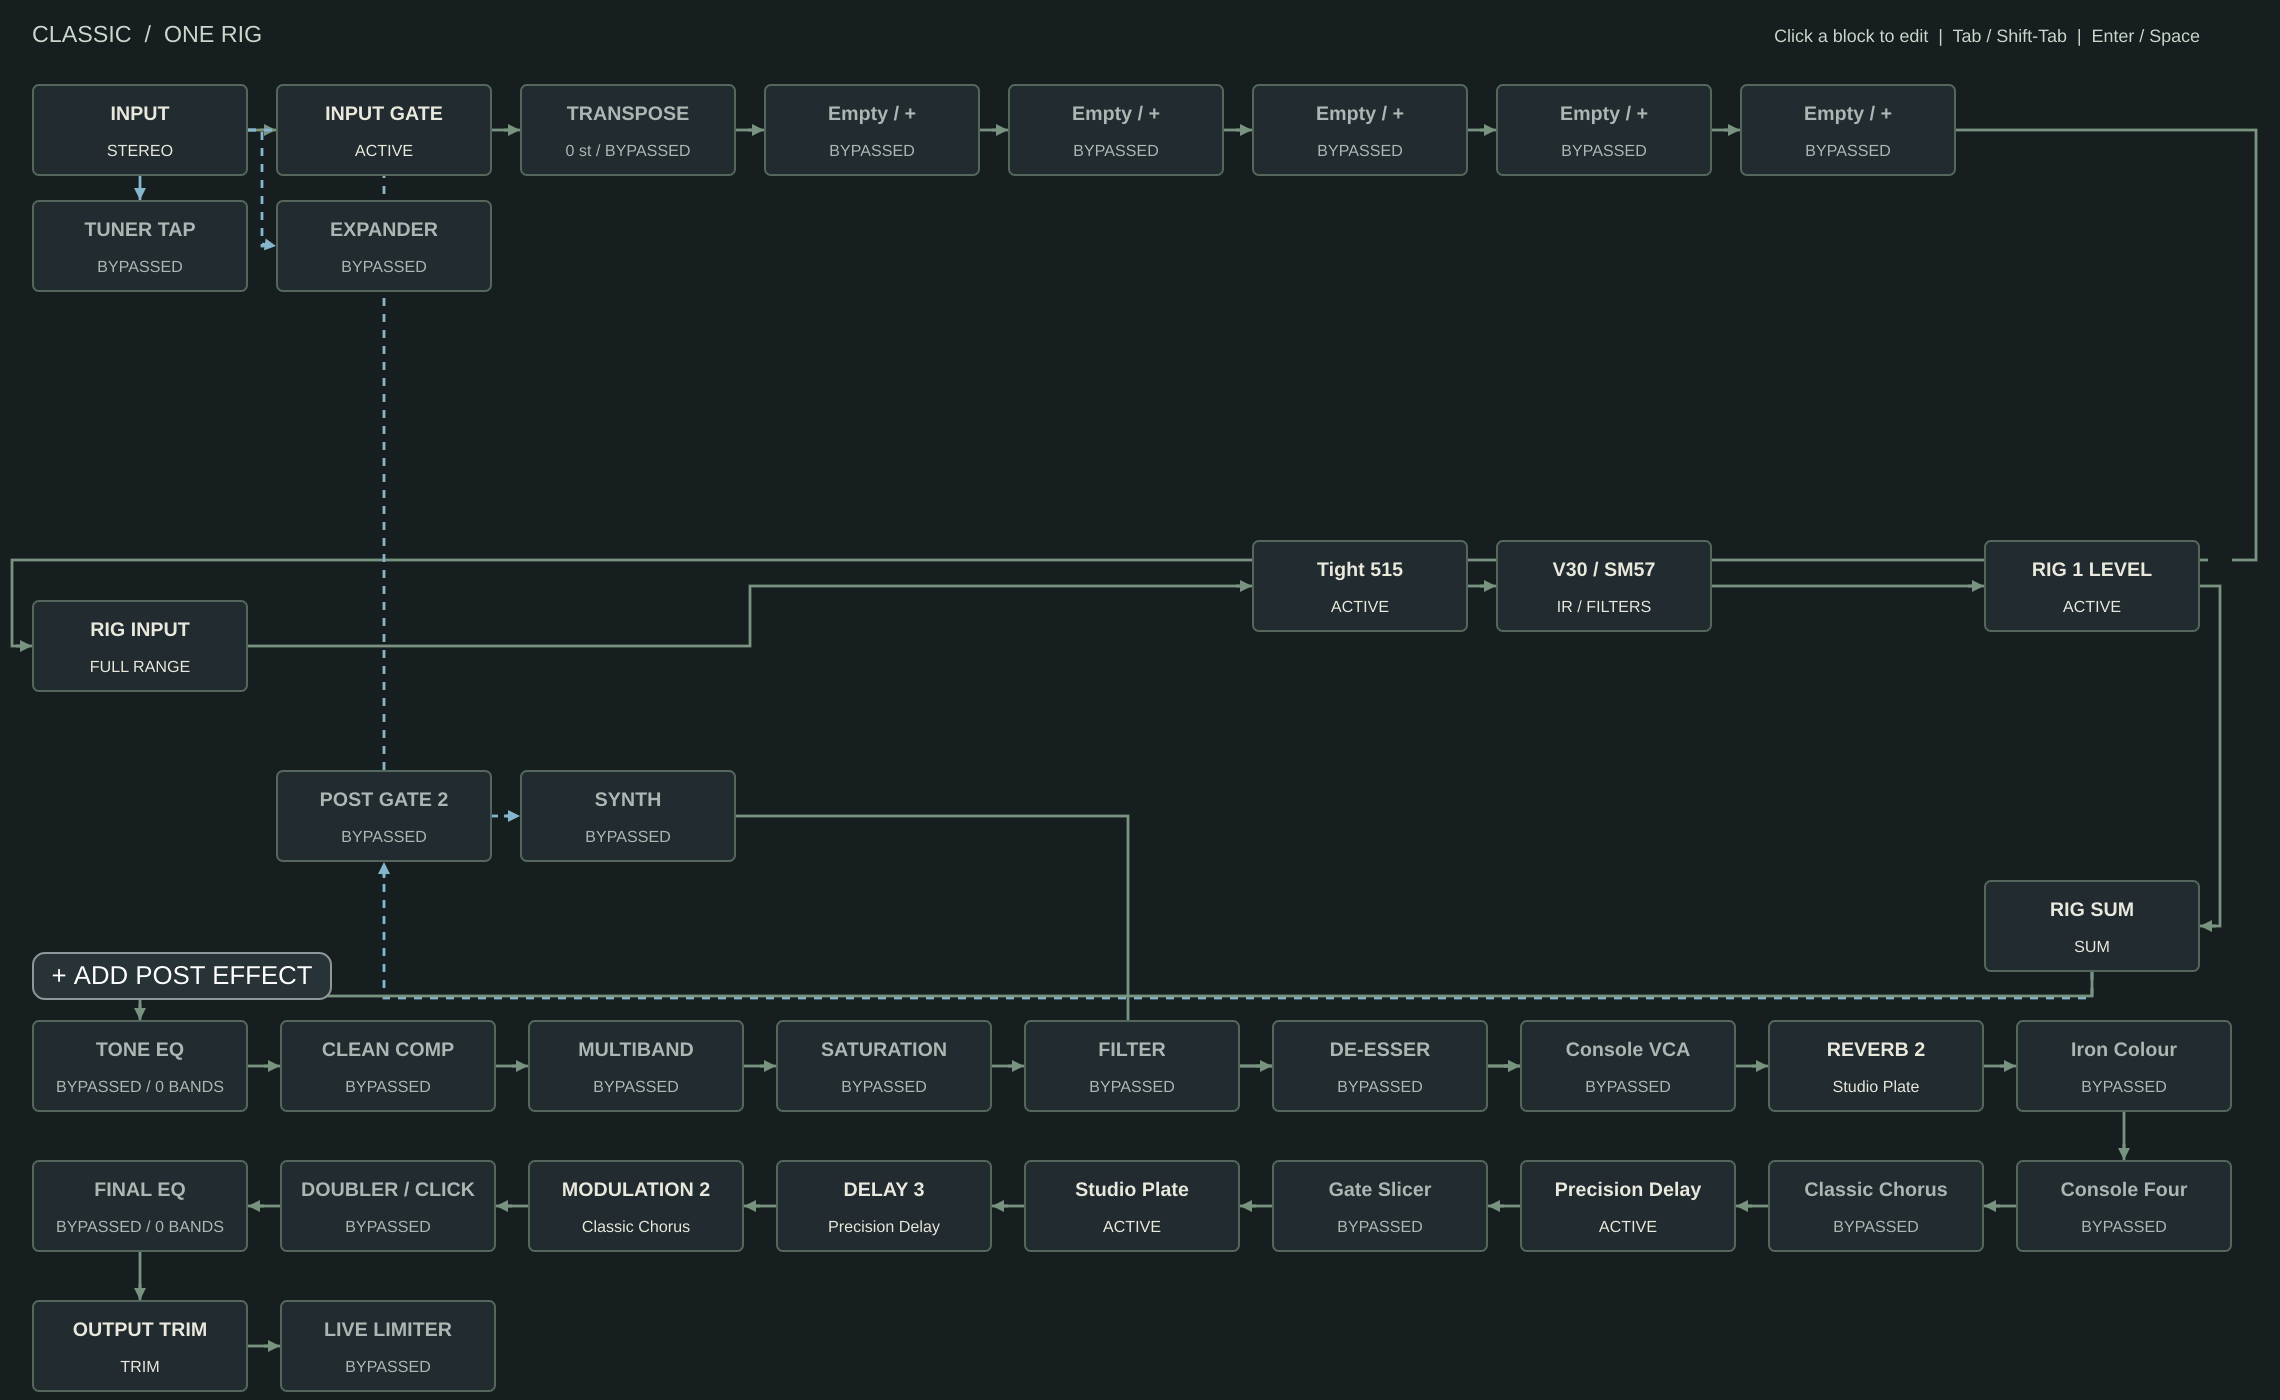 CLASSIC / ONE RIG
Click a block to edit | Tab / Shift-Tab | Enter / Space
INPUT
STEREO
INPUT GATE
ACTIVE
TRANSPOSE
0 st / BYPASSED
Empty / +
BYPASSED
Empty / +
BYPASSED
Empty / +
BYPASSED
Empty / +
BYPASSED
Empty / +
BYPASSED
TUNER TAP
BYPASSED
EXPANDER
BYPASSED
Tight 515
ACTIVE
V30 / SM57
IR / FILTERS
RIG 1 LEVEL
ACTIVE
RIG INPUT
FULL RANGE
POST GATE 2
BYPASSED
SYNTH
BYPASSED
RIG SUM
SUM
+ ADD POST EFFECT
TONE EQ
BYPASSED / 0 BANDS
CLEAN COMP
BYPASSED
MULTIBAND
BYPASSED
SATURATION
BYPASSED
FILTER
BYPASSED
DE-ESSER
BYPASSED
Console VCA
BYPASSED
REVERB 2
Studio Plate
Iron Colour
BYPASSED
FINAL EQ
BYPASSED / 0 BANDS
DOUBLER / CLICK
BYPASSED
MODULATION 2
Classic Chorus
DELAY 3
Precision Delay
Studio Plate
ACTIVE
Gate Slicer
BYPASSED
Precision Delay
ACTIVE
Classic Chorus
BYPASSED
Console Four
BYPASSED
OUTPUT TRIM
TRIM
LIVE LIMITER
BYPASSED